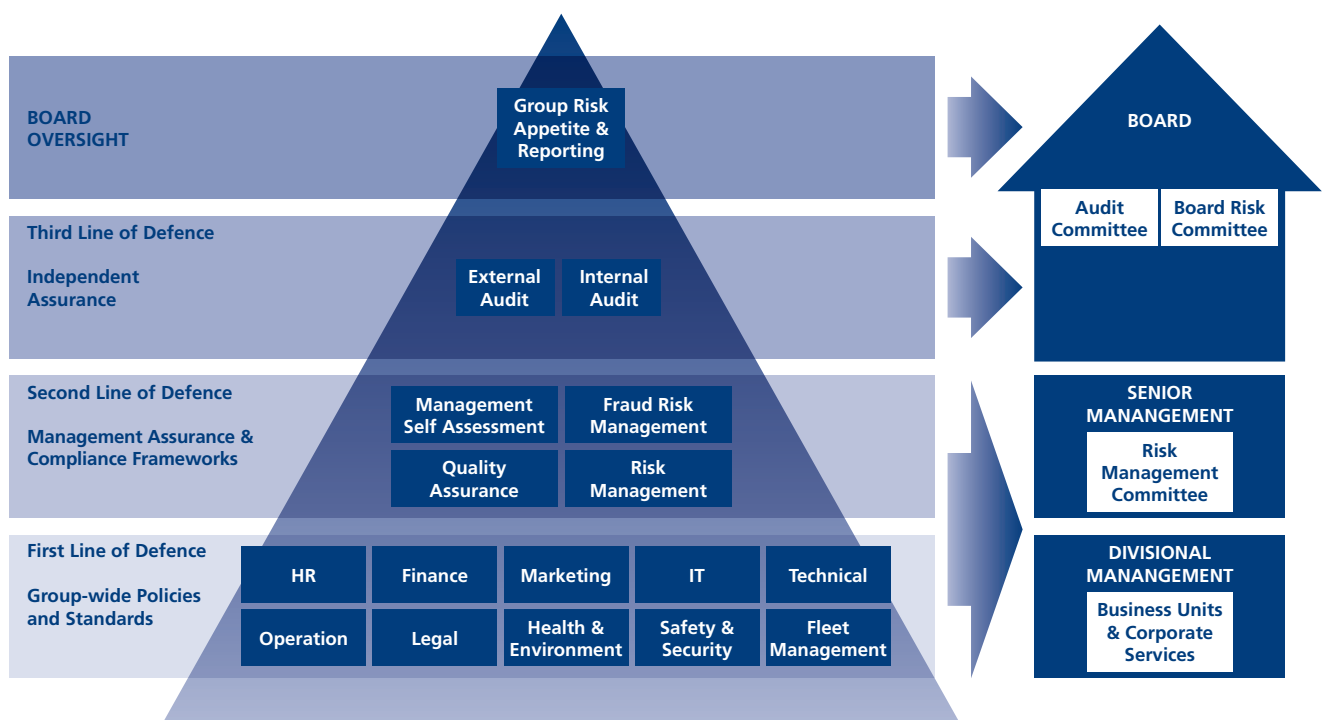 BOARD
OVERSIGHT
Group Risk
Appetite &
Reporting
Third Line of Defence
Independent
Assurance
External
Audit
Internal
Audit
Second Line of Defence
Management Assurance &
Compliance Frameworks
Management
Self Assessment
Fraud Risk
Management
Quality
Assurance
Risk
Management
First Line of Defence
Group-wide Policies
and Standards
HR
Finance
Marketing
IT
Technical
Operation
Legal
Health &
Environment
Safety &
Security
Fleet
Management
BOARD
Audit
Committee
Board Risk
Committee
SENIOR
MANANGEMENT
Risk
Management
Committee
DIVISIONAL
MANANGEMENT
Business Units
& Corporate
Services